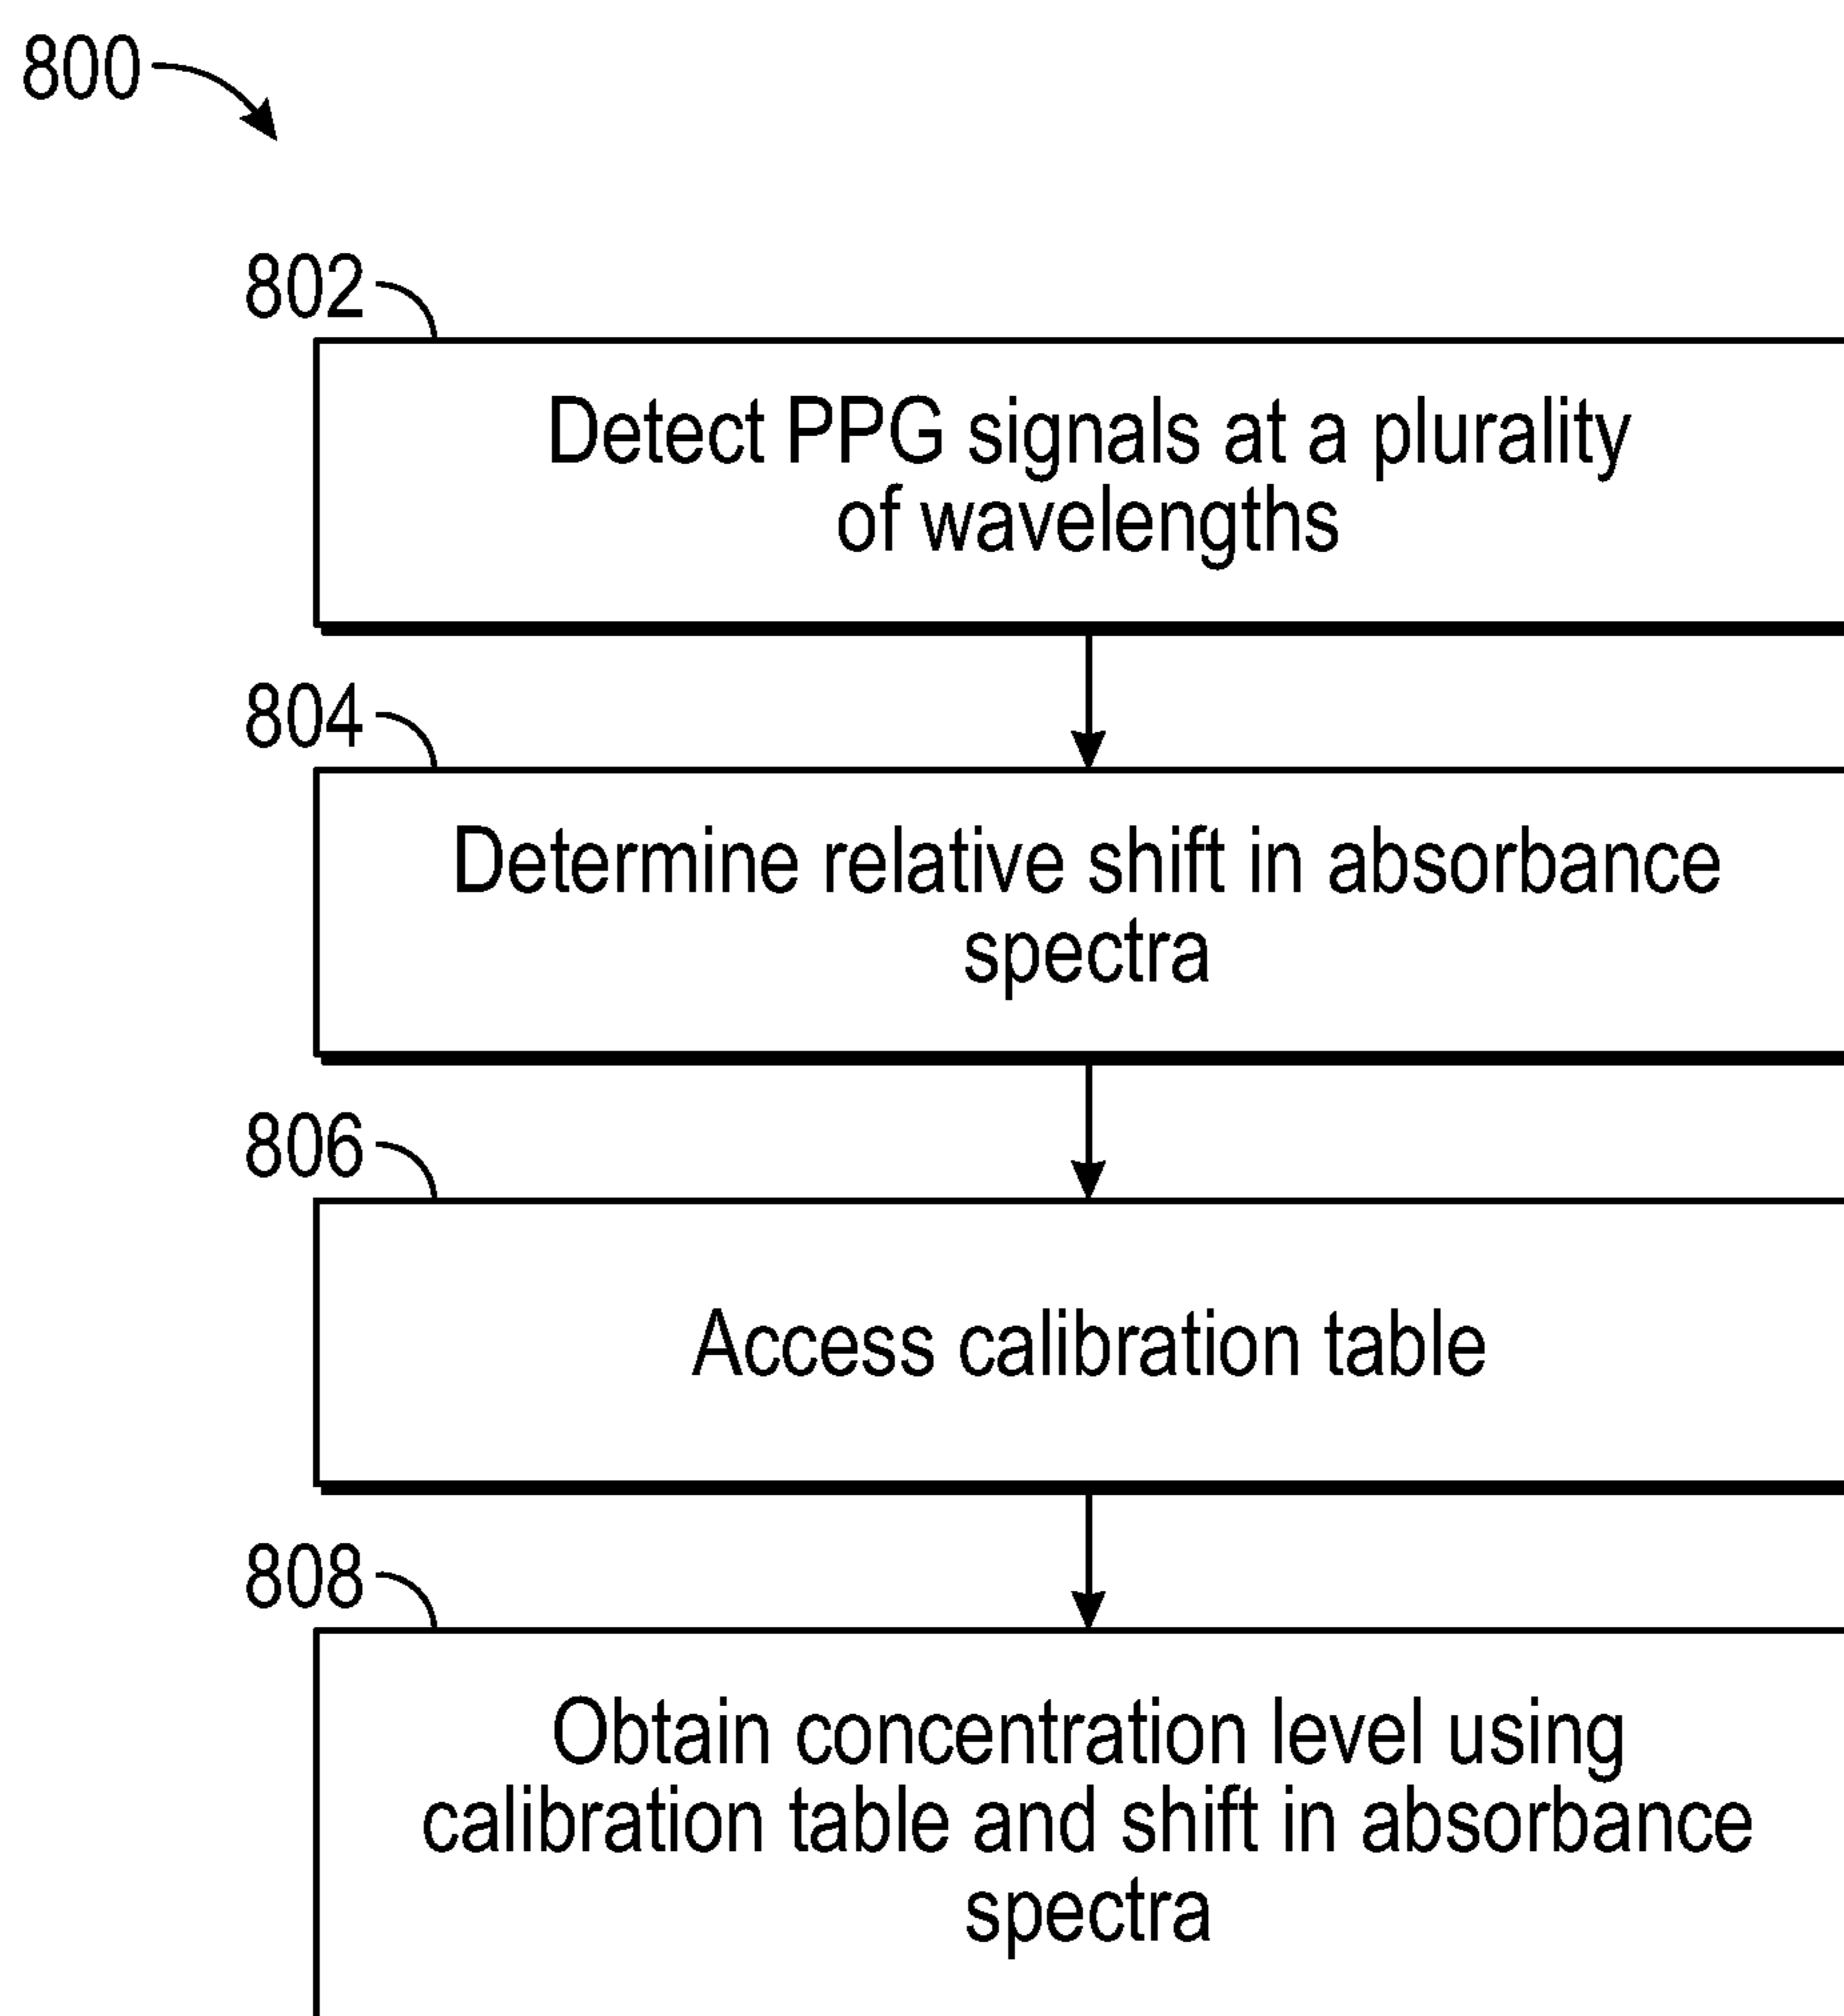 800
802
Detect PPG signals at a plurality
of wavelengths
804
Determine relative shift in absorbance
spectra
806
Access calibration table
808
Obtain concentration level using
calibration table and shift in absorbance
spectra